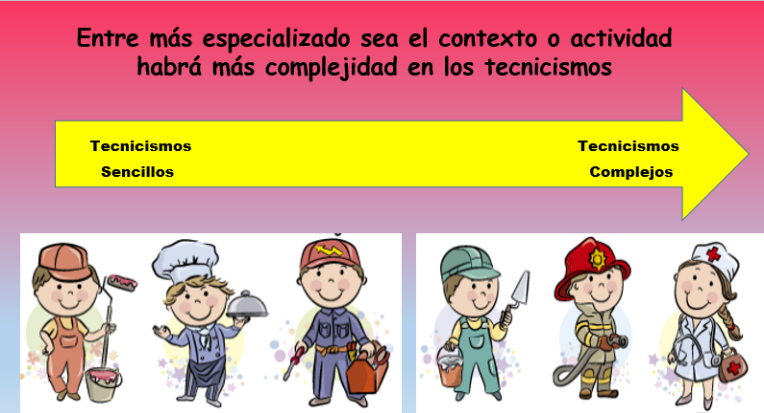 Entre más especializado sea el contexto o actividad
habrá más complejidad en los tecnicismos
Tecnicismos
Sencillos
Tecnicismos
Complejos